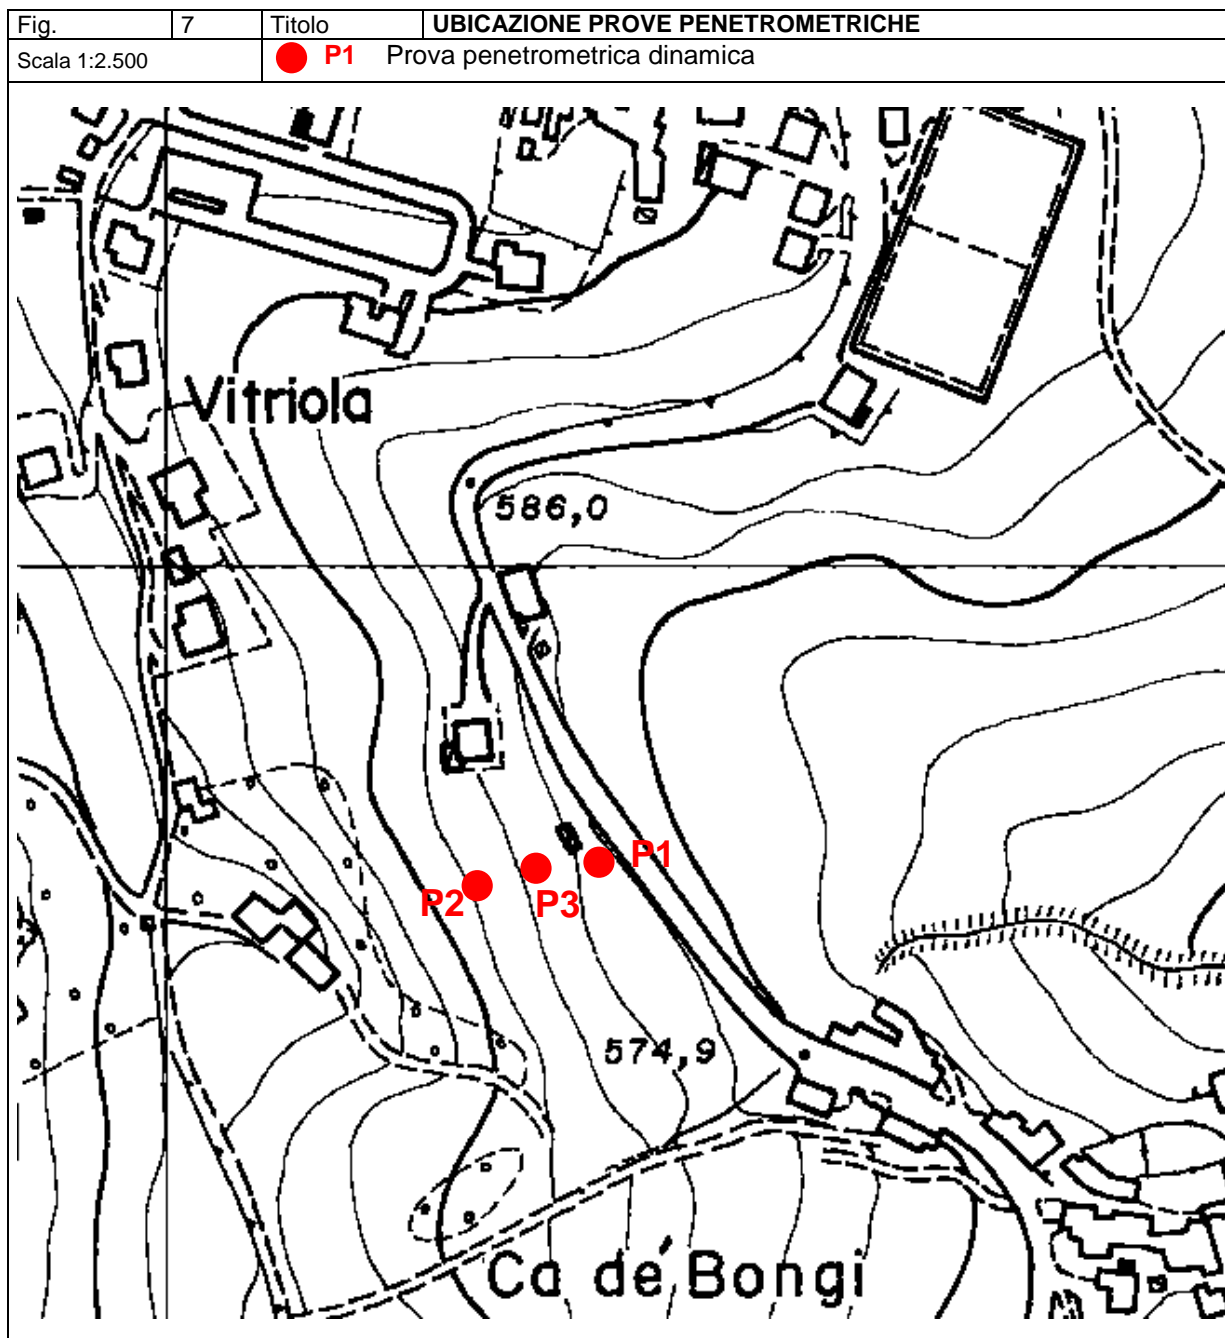 Fig. 7 Titolo UBICAZIONE PROVE PENETROMETRICHE
Scala 1:2.500 P1 Prova penetrometrica dinamica
Vitriola
586,0
P1
P2 P3
574,9
Ca de' Bongi